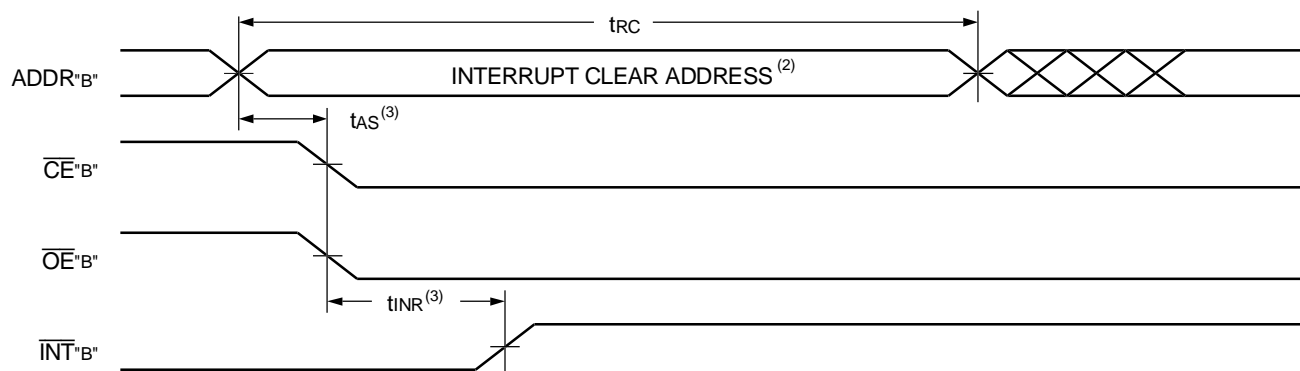 tRC
ADDR"B"
INTERRUPT CLEAR ADDRESS(2)
tAS(3)
CE"B"
OE"B"
tINR(3)
INT"B"